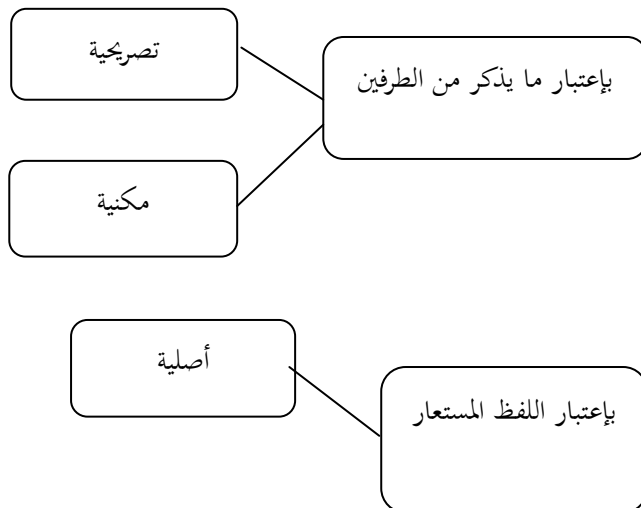 بإعتبار ما يذكر من الطرفين
تصريحية
مكنية
بإعتبار اللفظ المستعار
أصلية